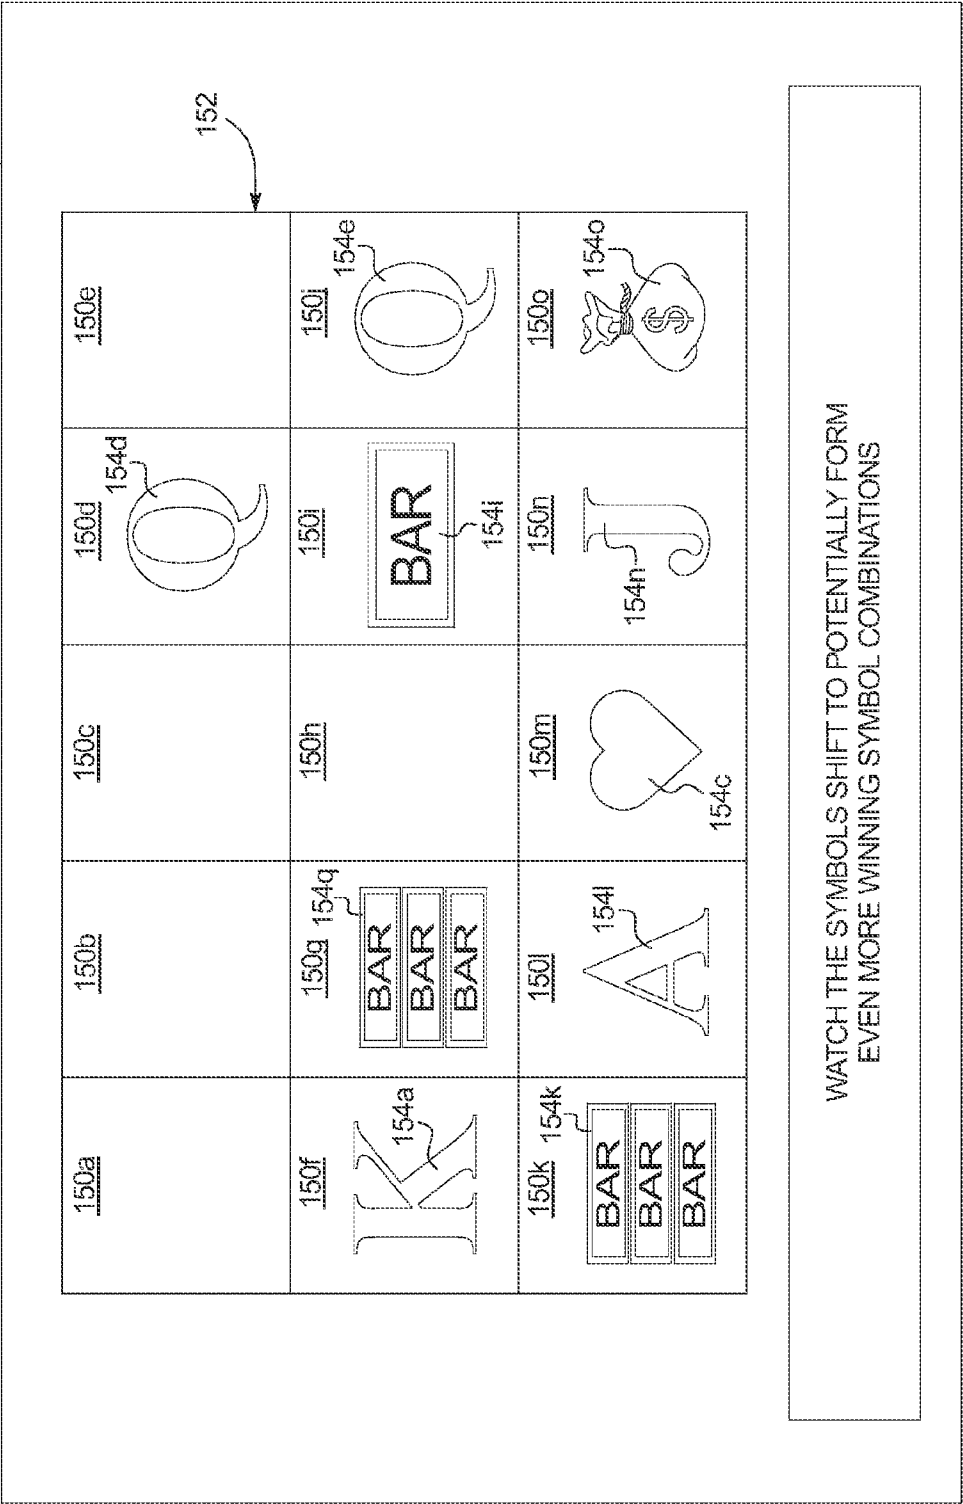 152
150a
150b
150c
150d
154d
Q
150e
150f
154a
K
150g
154q
BAR
BAR
BAR
150h
150i
BAR
154i
150j
154e
Q
150k
154k
BAR
BAR
BAR
150l
154l
A
150m
154c
150n
154n
J
150o
154o
$
WATCH THE SYMBOLS SHIFT TO POTENTIALLY FORM
EVEN MORE WINNING SYMBOL COMBINATIONS